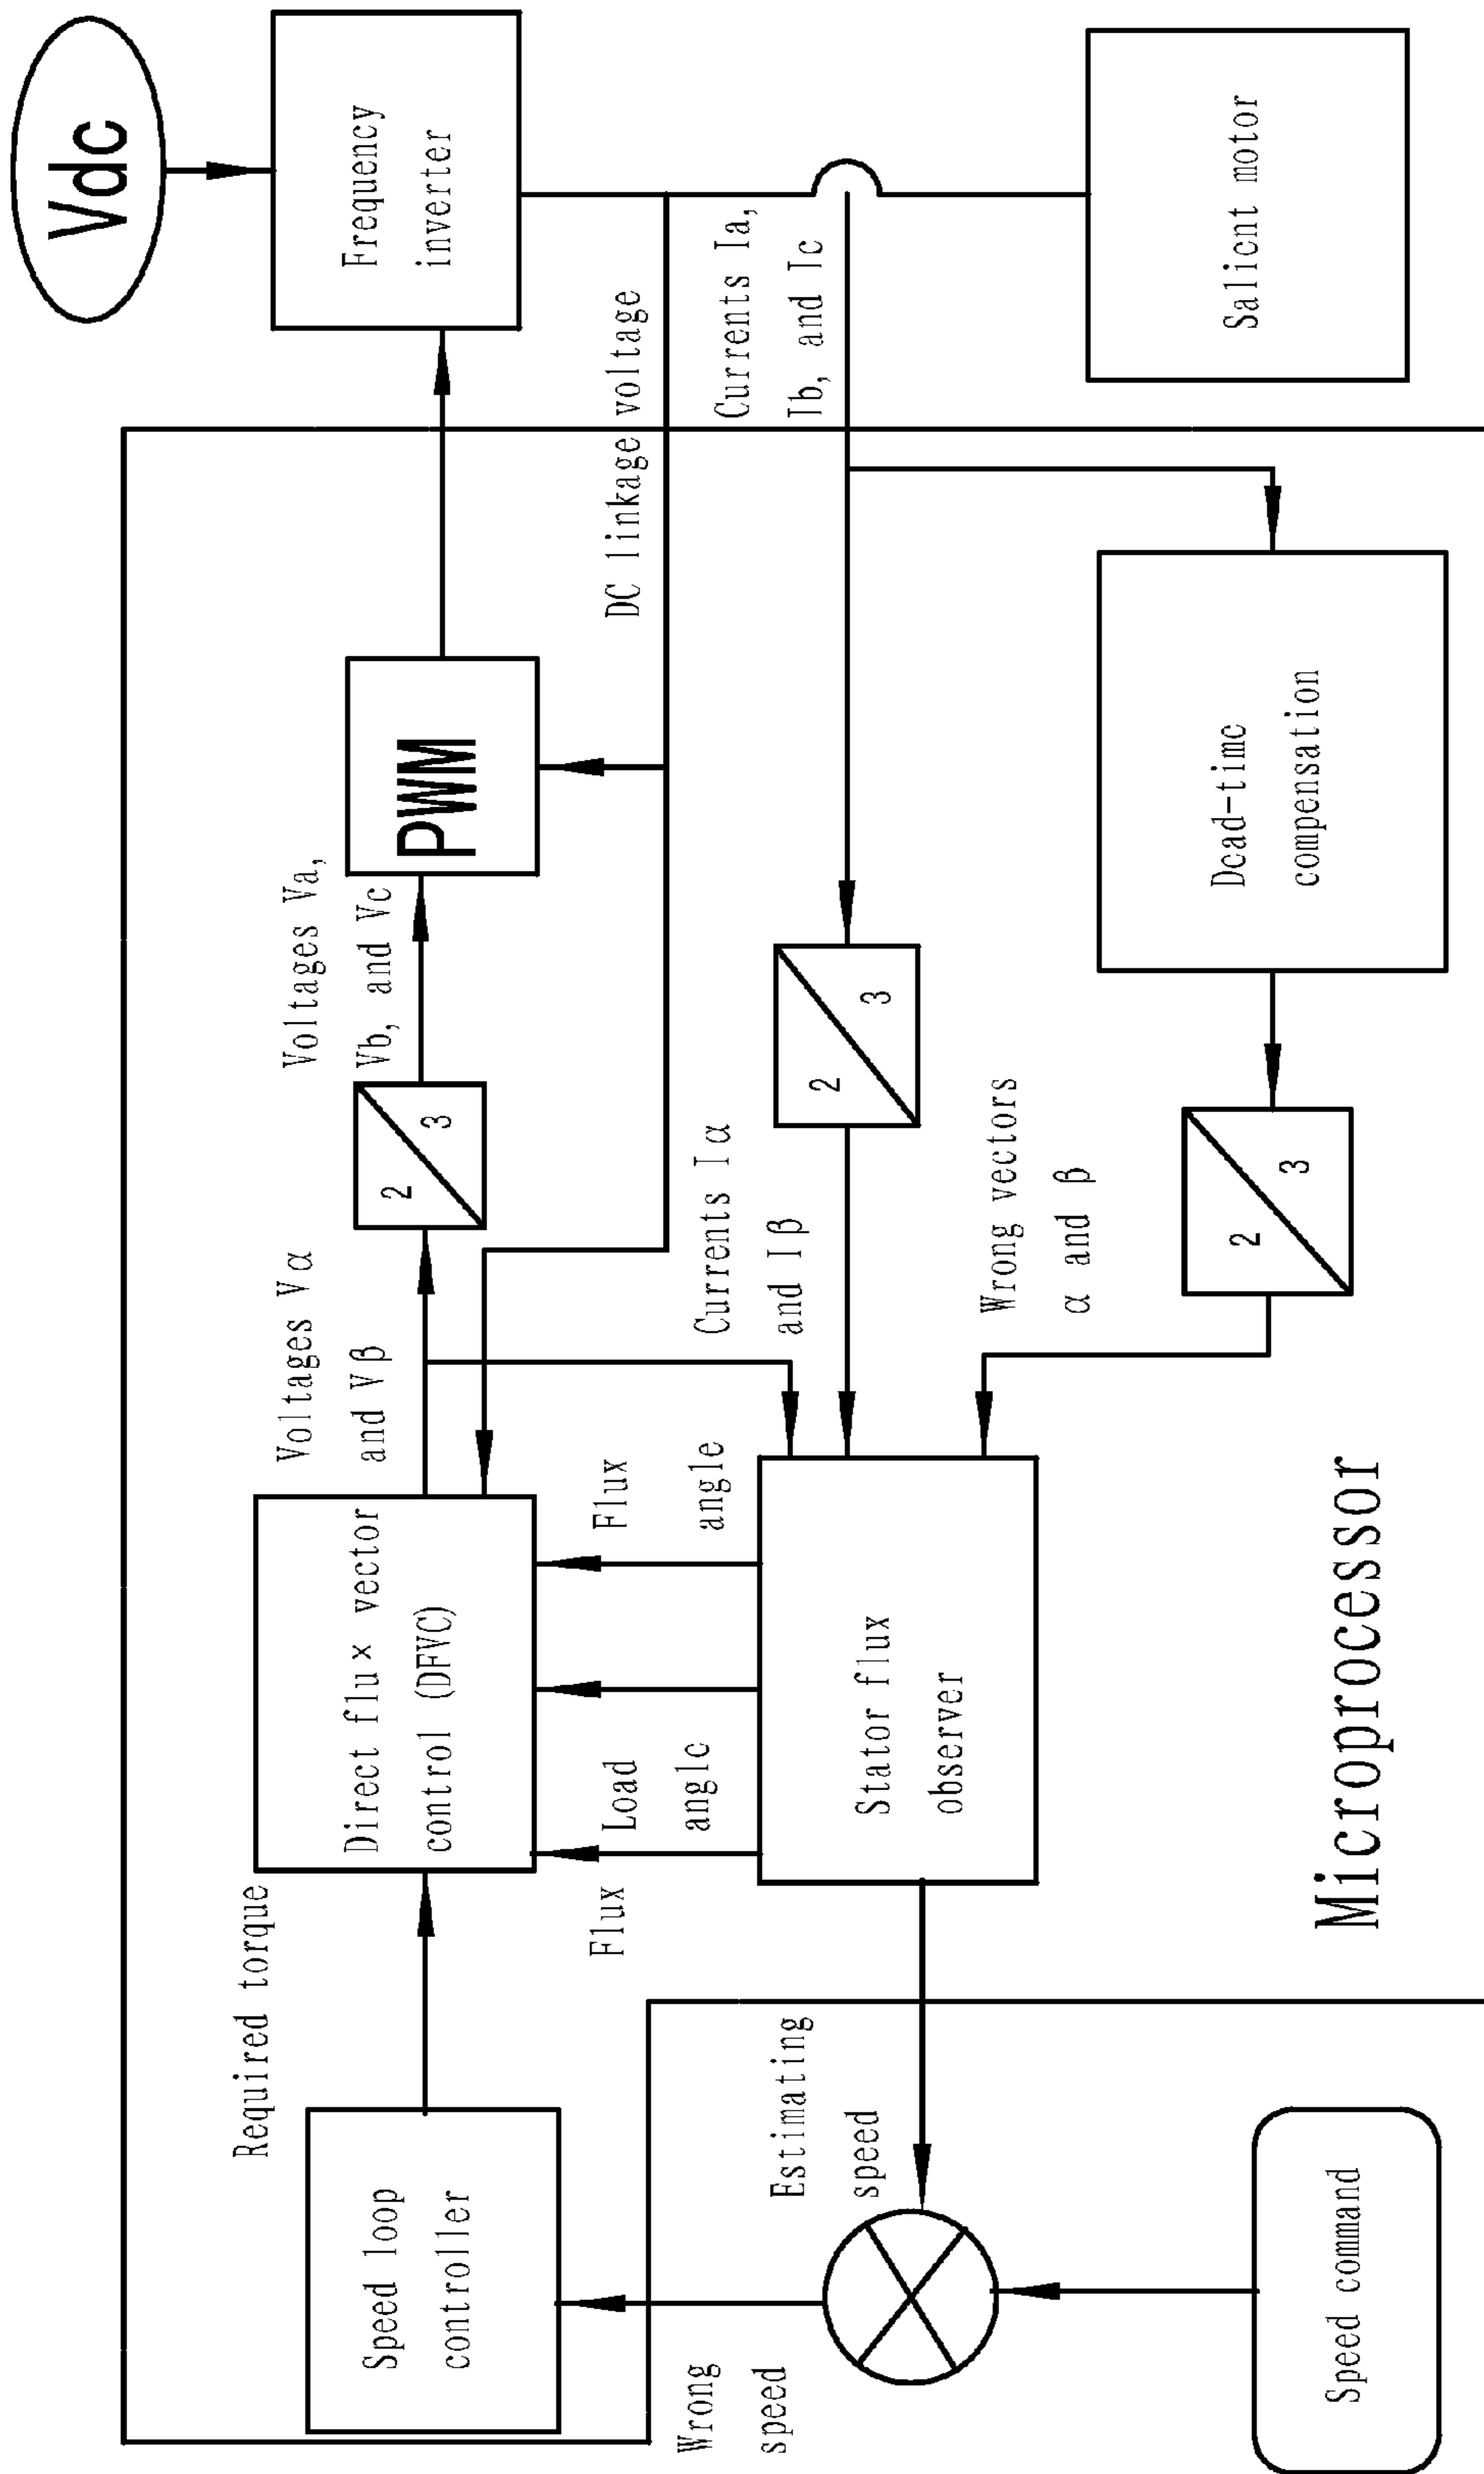 Vdc
Frequency
inverter
Salient motor
DC linkage voltage
Currents Ia,
Ib, and Ic
PWM
Voltages Va,
Vb, and Vc
2
3
Voltages Vα
and Vβ
Direct flux vector
control (DFVC)
Required torque
Speed loop
controller
Currents Iα
and Iβ
2
3
Dead-time
compensation
2
3
Wrong vectors
α and β
Flux
angle
Load
angle
Flux
Stator flux
observer
Estimating
speed
Wrong
speed
Speed command
Microprocessor